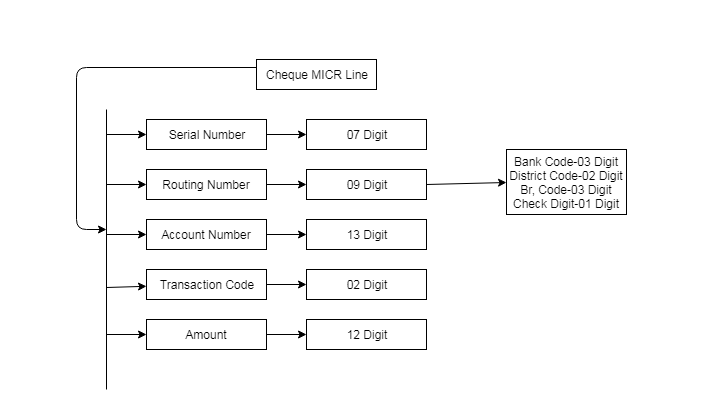 Cheque MICR Line
Serial Number
07 Digit
Routing Number
09 Digit
Bank Code-03 Digit
District Code-02 Digit
Br, Code-03 Digit
Check Digit-01 Digit
Account Number
13 Digit
Transaction Code
02 Digit
Amount
12 Digit